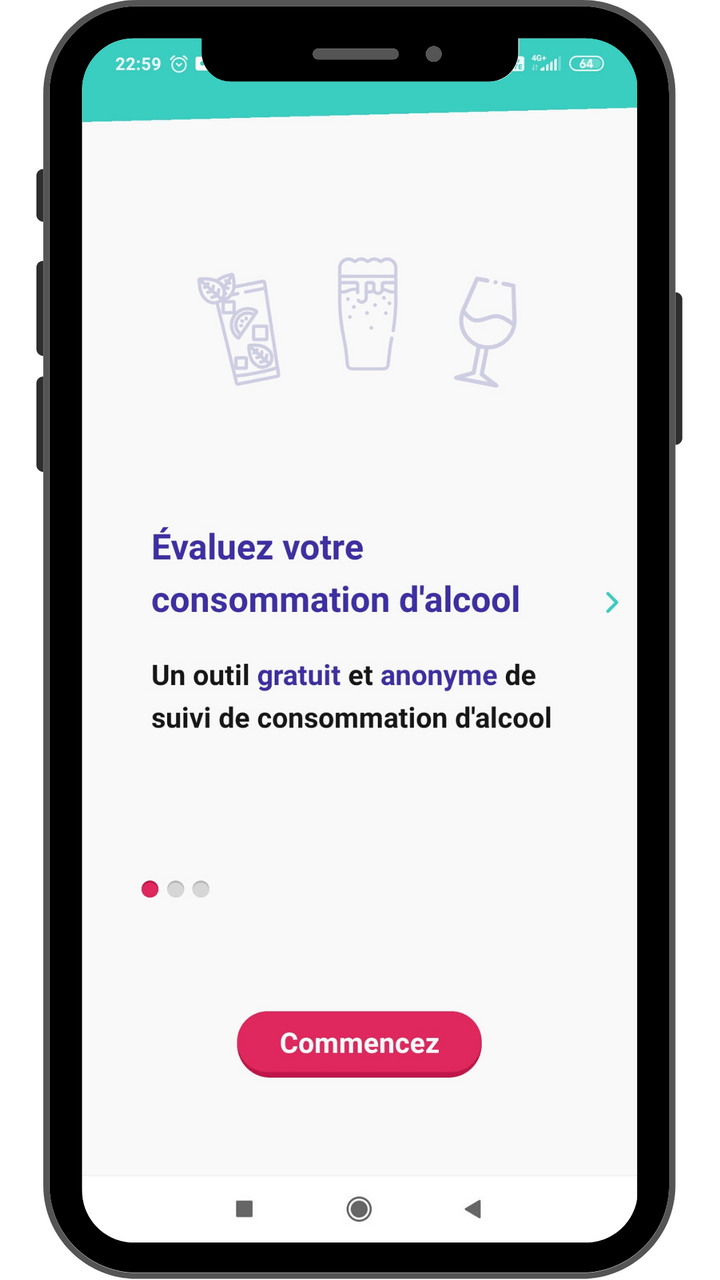 22:59
4G+
64
Évaluez votre
consommation d'alcool
Un outil gratuit et anonyme de
suivi de consommation d'alcool
Commencez